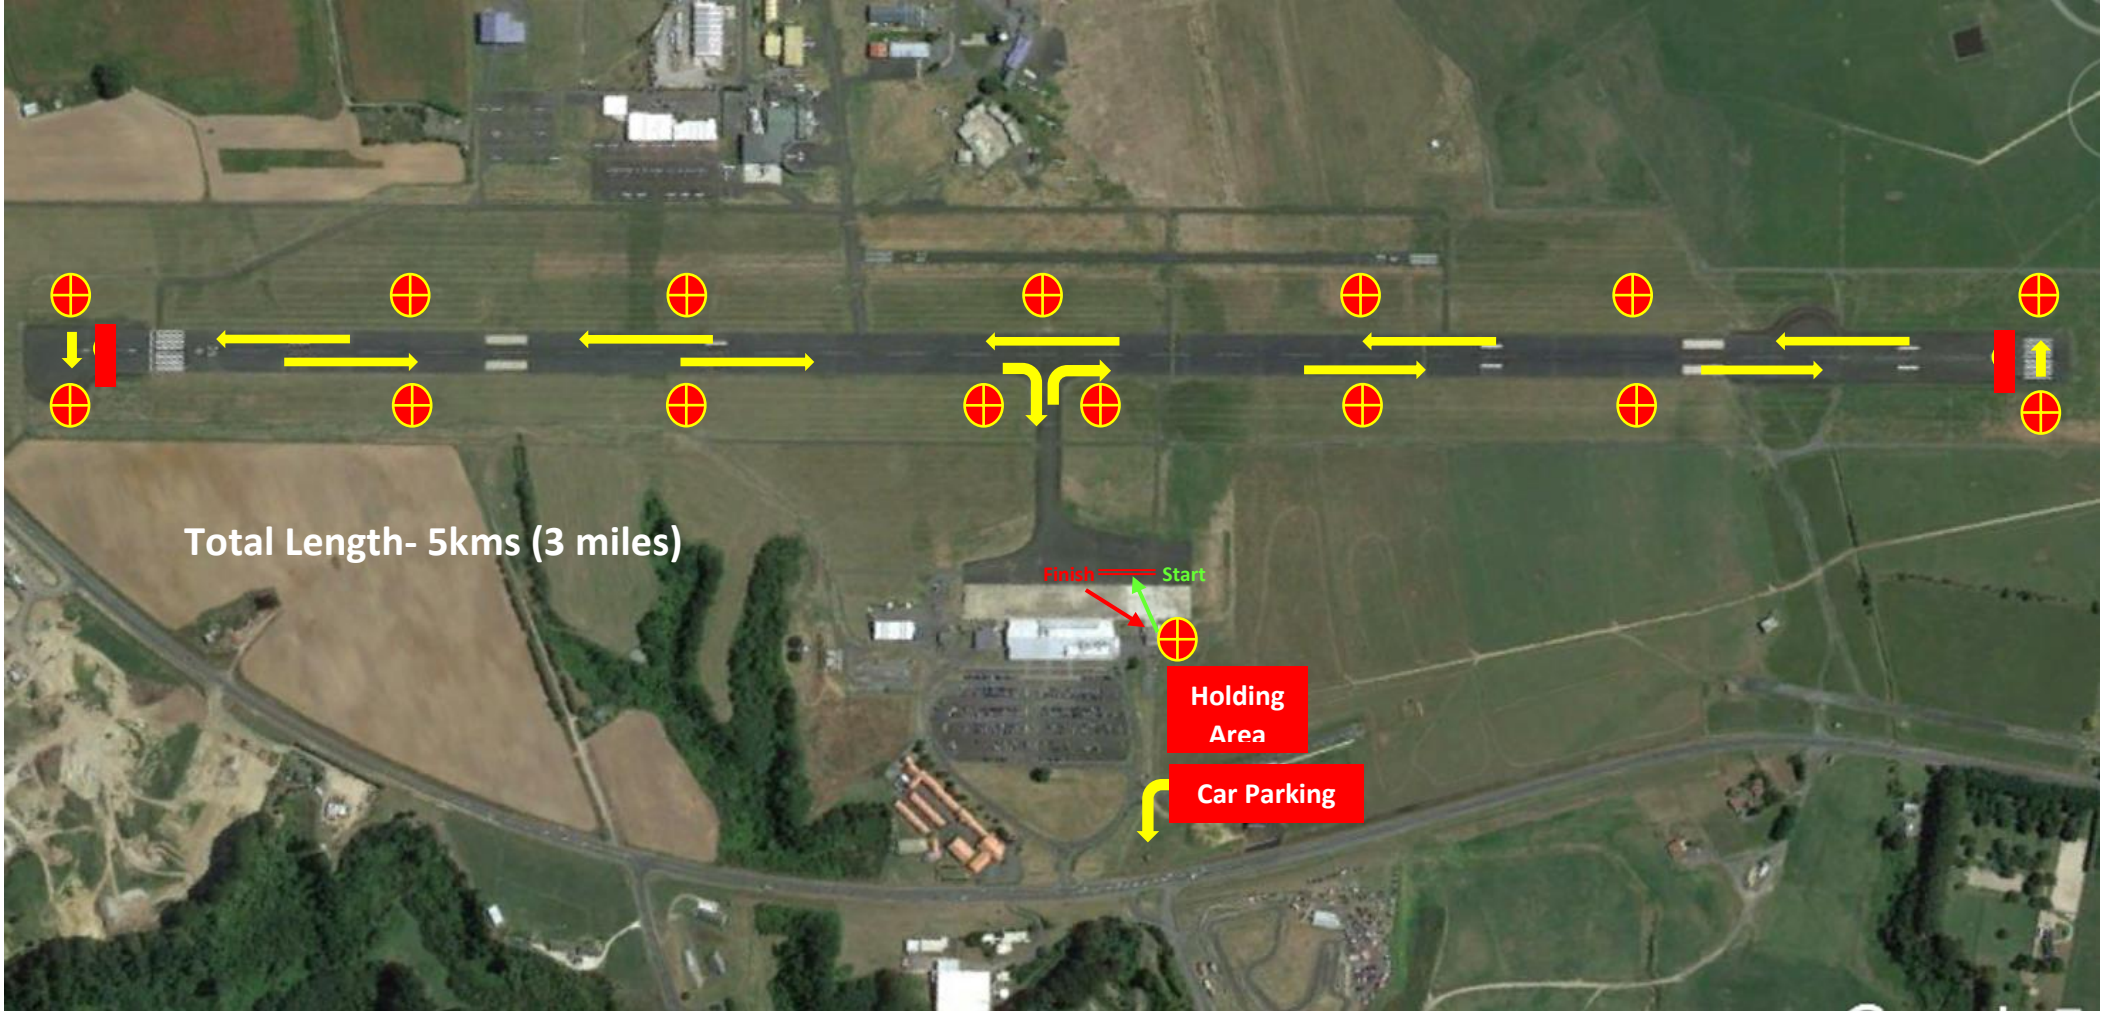 Total Length- 5kms (3 miles)
Finish
Start
Holding
Area
Car Parking